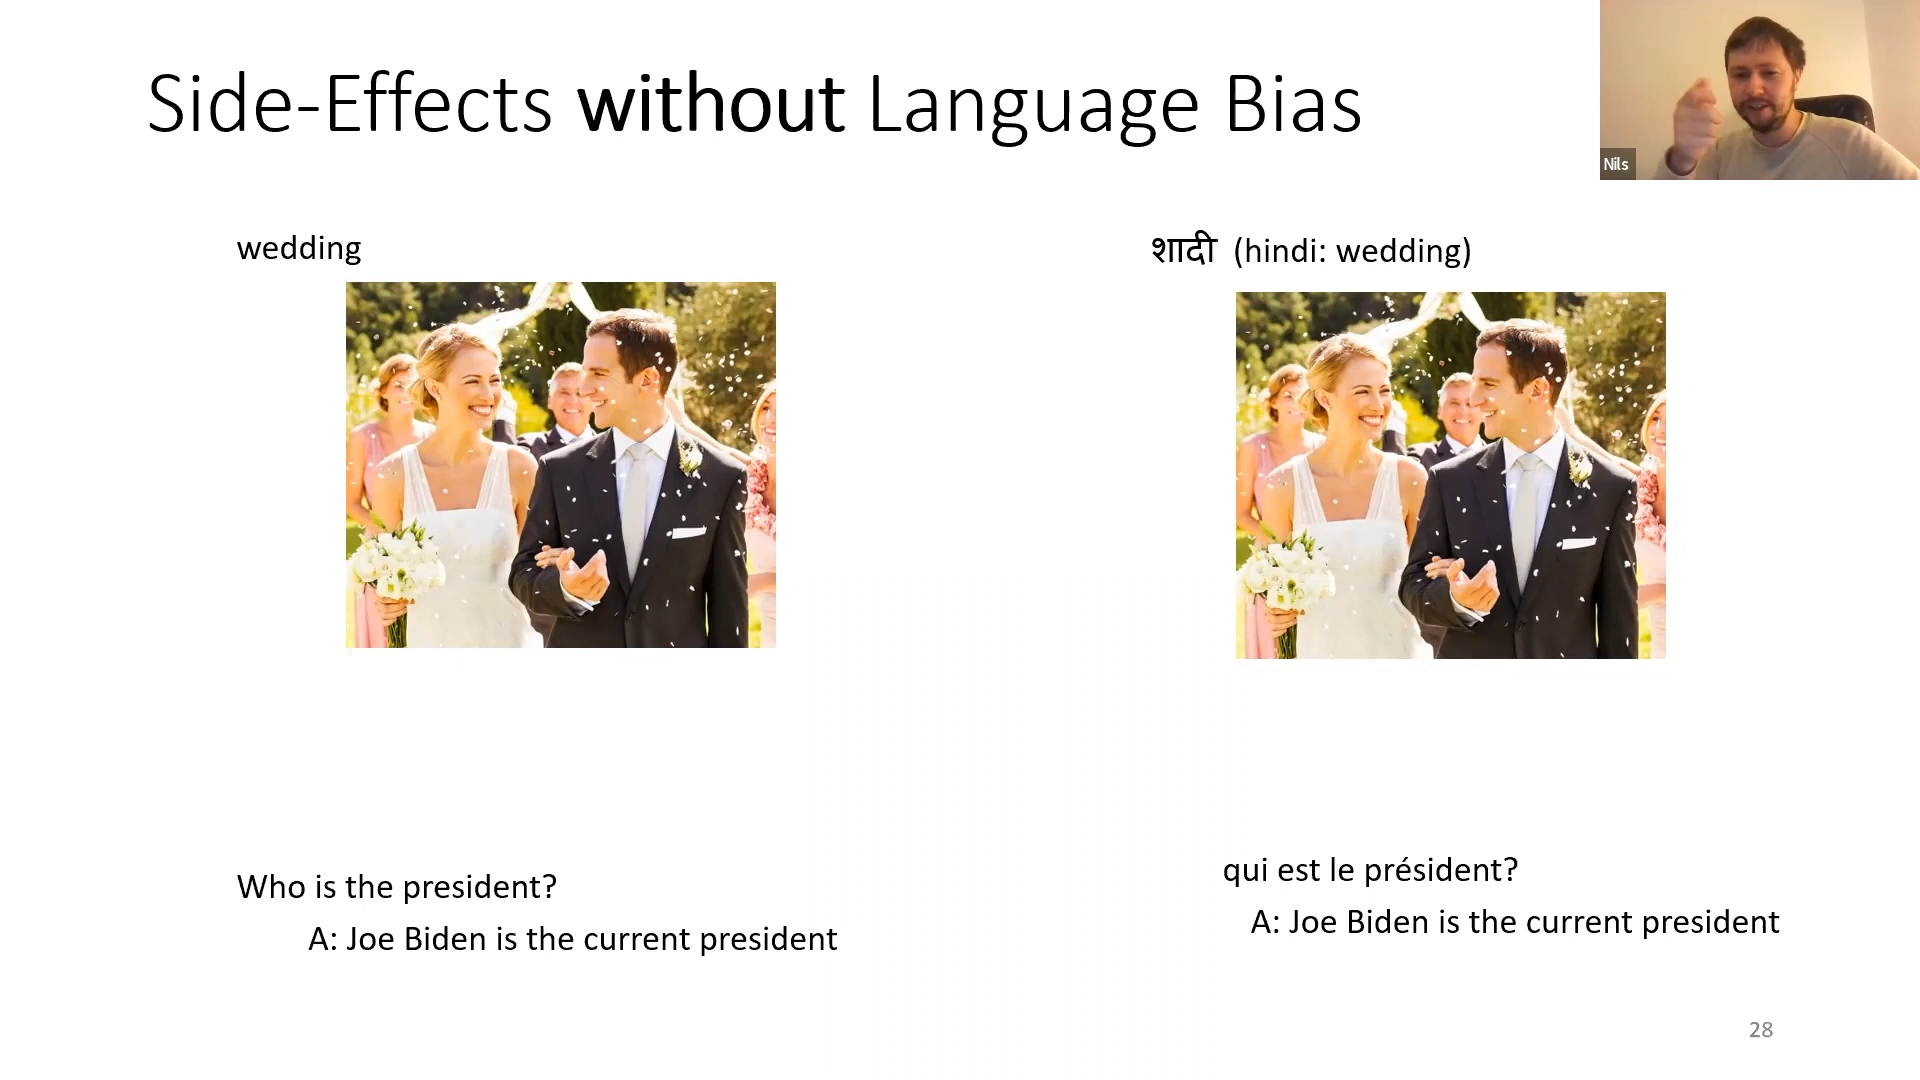 Side-Effects without Language Bias
Nils
wedding
शादी (hindi: wedding)
Who is the president?
A: Joe Biden is the current president
qui est le président?
A: Joe Biden is the current president
28